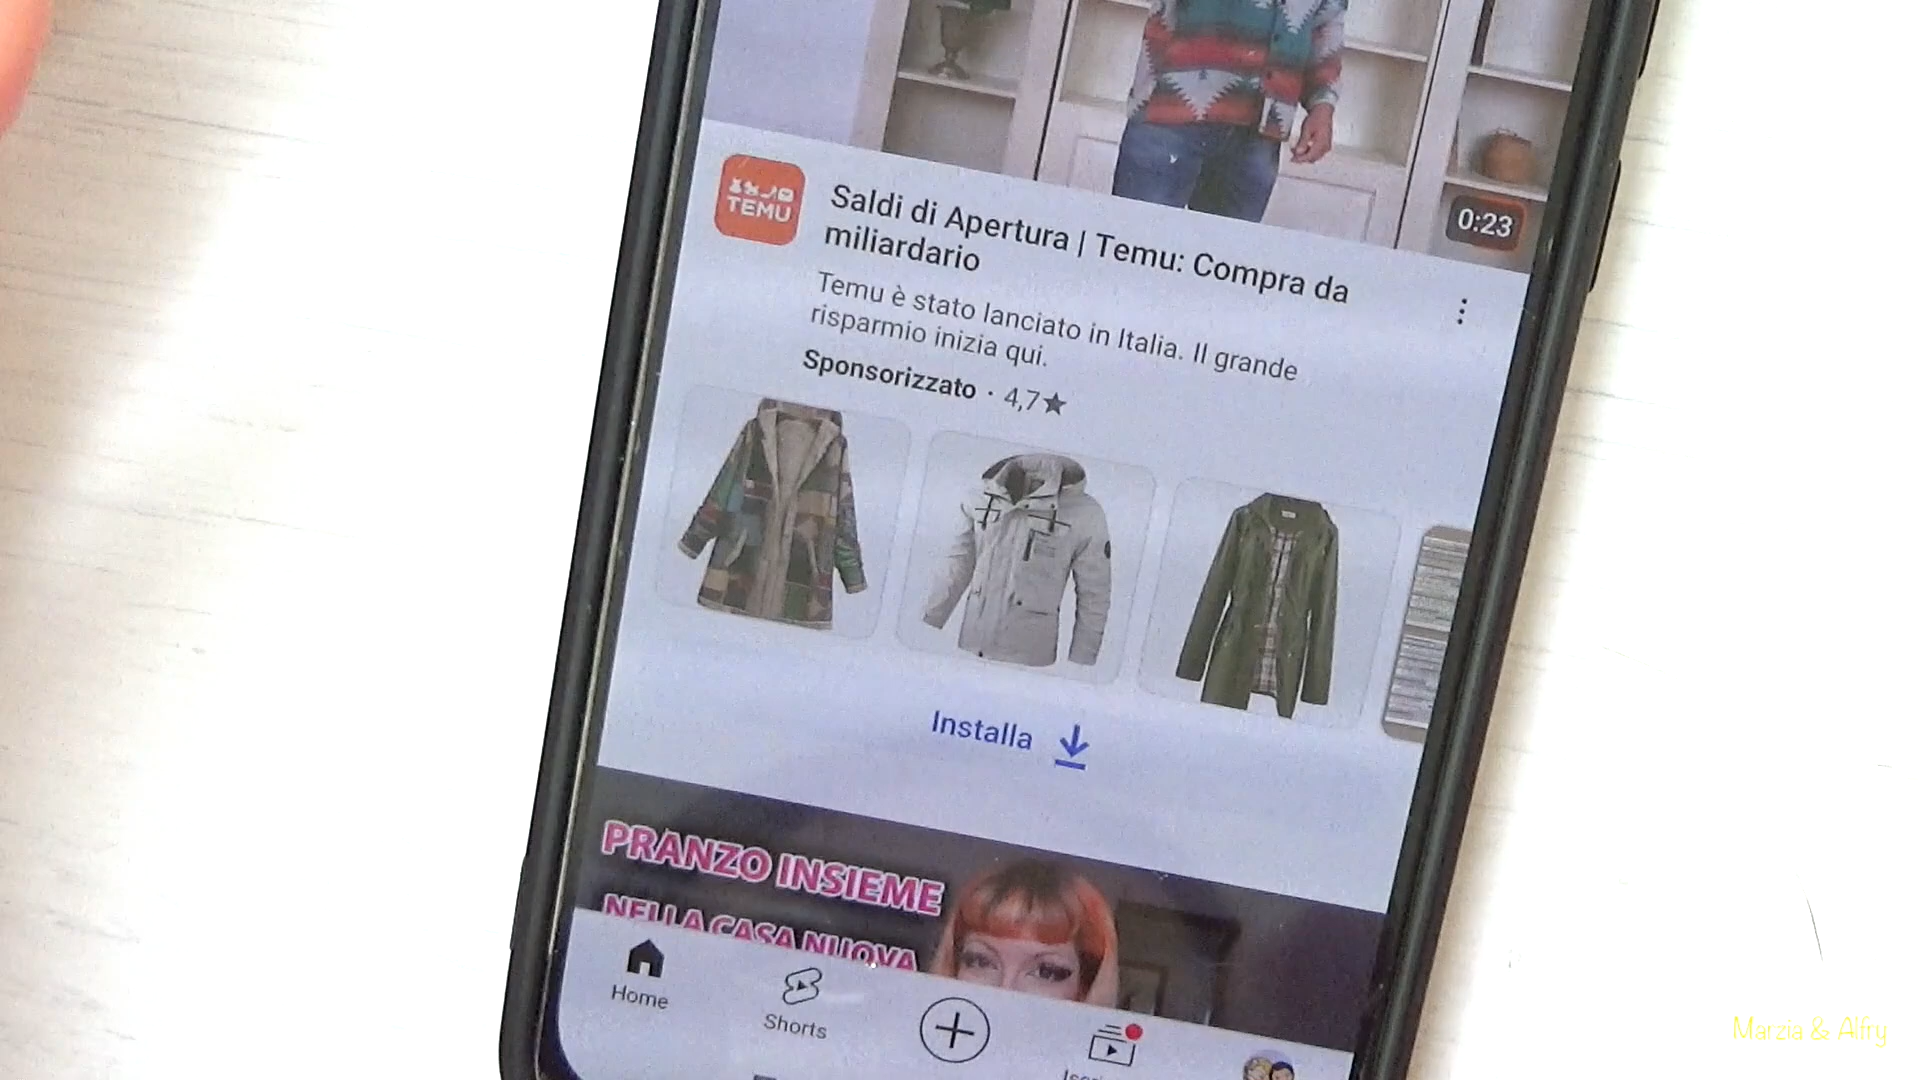 0:23
TEMU
Saldi di Apertura | Temu: Compra da
miliardario
Temu è stato lanciato in Italia. Il grande
risparmio inizia qui.
Sponsorizzato · 4,7★
Installa
PRANZO INSIEME
NELLA CASA NUOVA
Home
Shorts
Marzia & Alfry